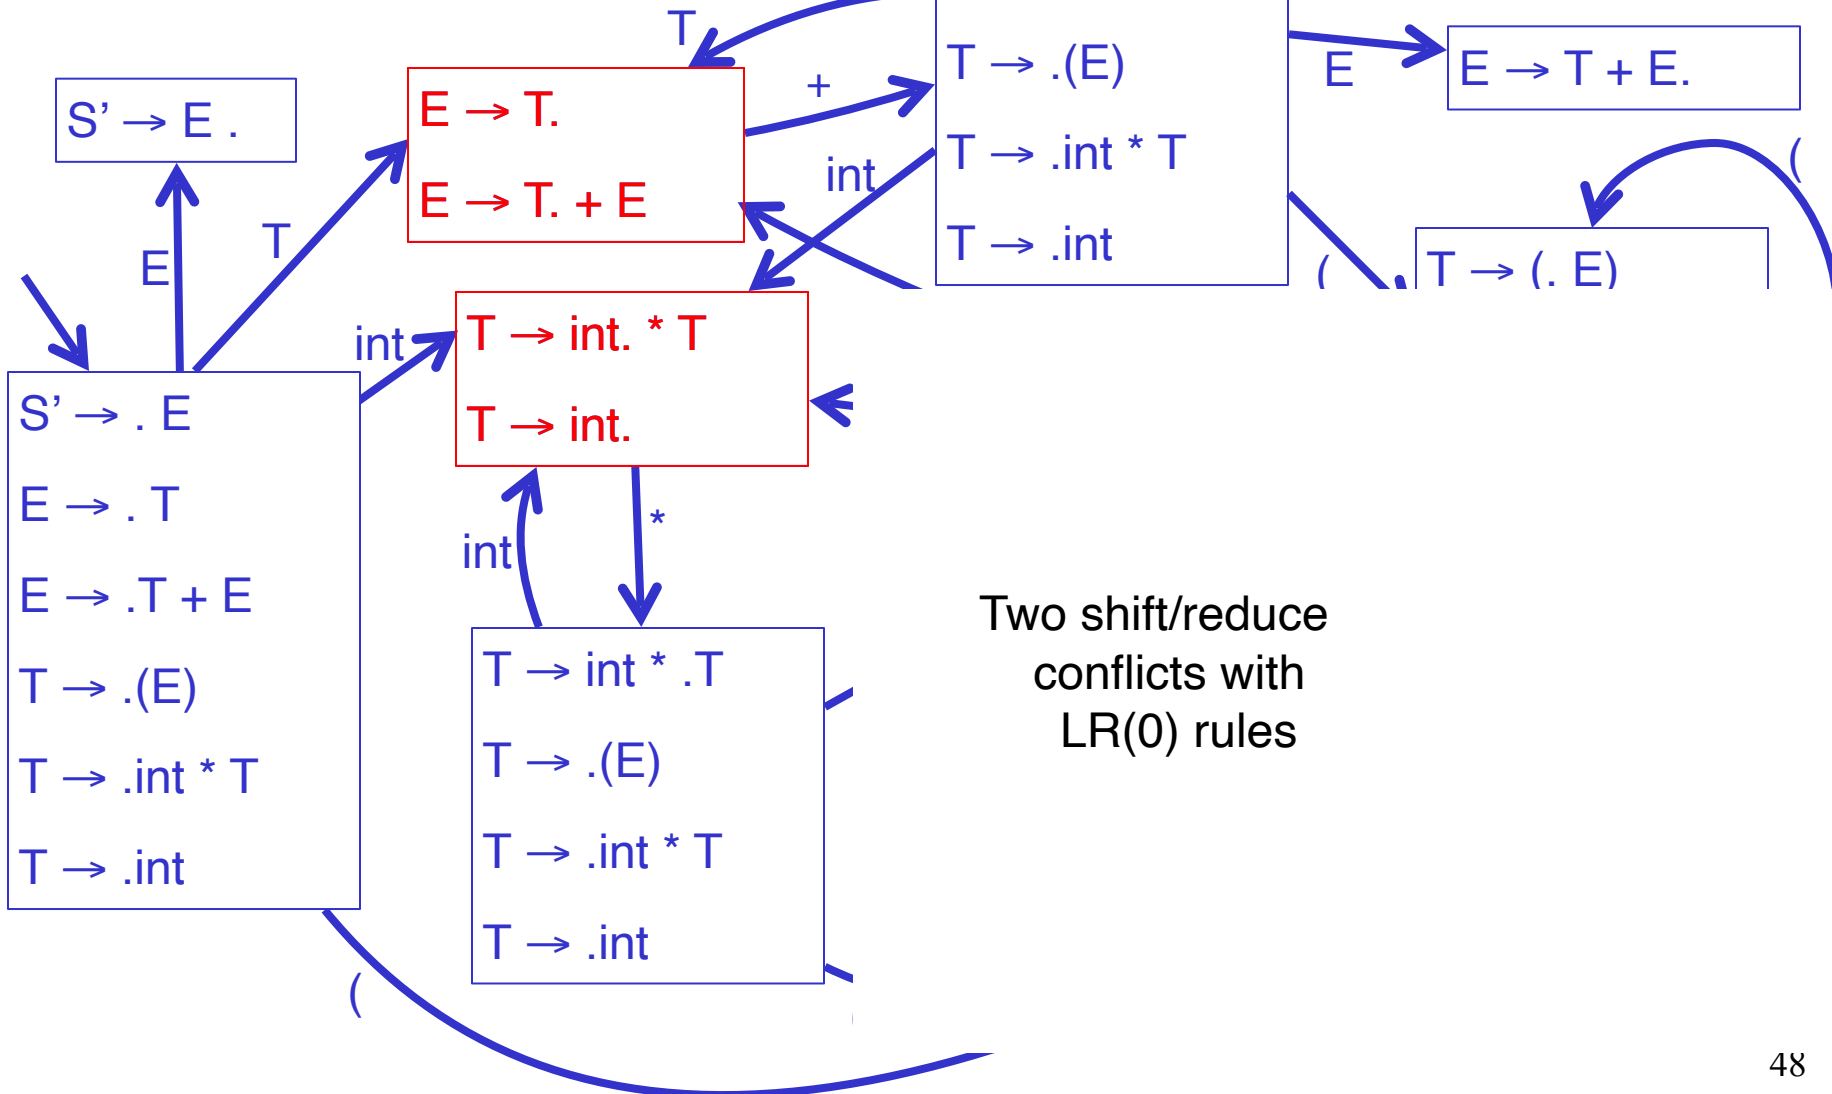 T
+
T → .(E)
T → .int * T
T → .int
E
E → T + E.
S’ → E .
E → T.
E → T. + E
int
(
(
T → (. E)
E
T
int
T → int. * T
T → int.
S’ → . E
E → . T
E → .T + E
T → .(E)
T → .int * T
T → .int
int
*
T → int * .T
T → .(E)
T → .int * T
T → .int
(
Two shift/reduce
conflicts with
LR(0) rules
48